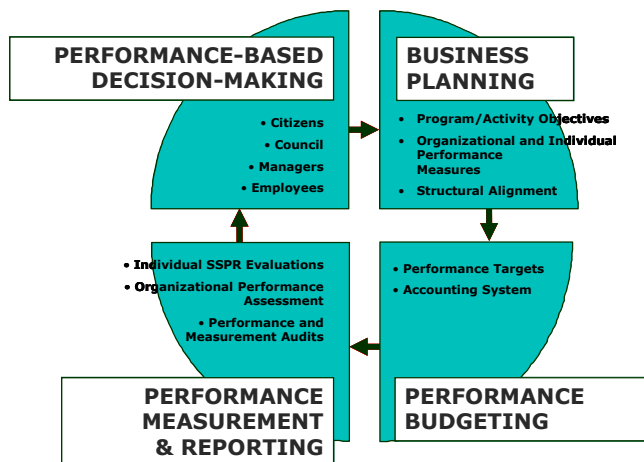 PERFORMANCE-BASED
DECISION-MAKING
• Citizens
• Council
• Managers
• Employees
BUSINESS
PLANNING
• Program/Activity Objectives
• Organizational and Individual
Performance
Measures
• Structural Alignment
• Individual SSPR Evaluations
• Organizational Performance
Assessment
• Performance and
Measurement Audits
PERFORMANCE
MEASUREMENT
& REPORTING
• Performance Targets
• Accounting System
PERFORMANCE
BUDGETING